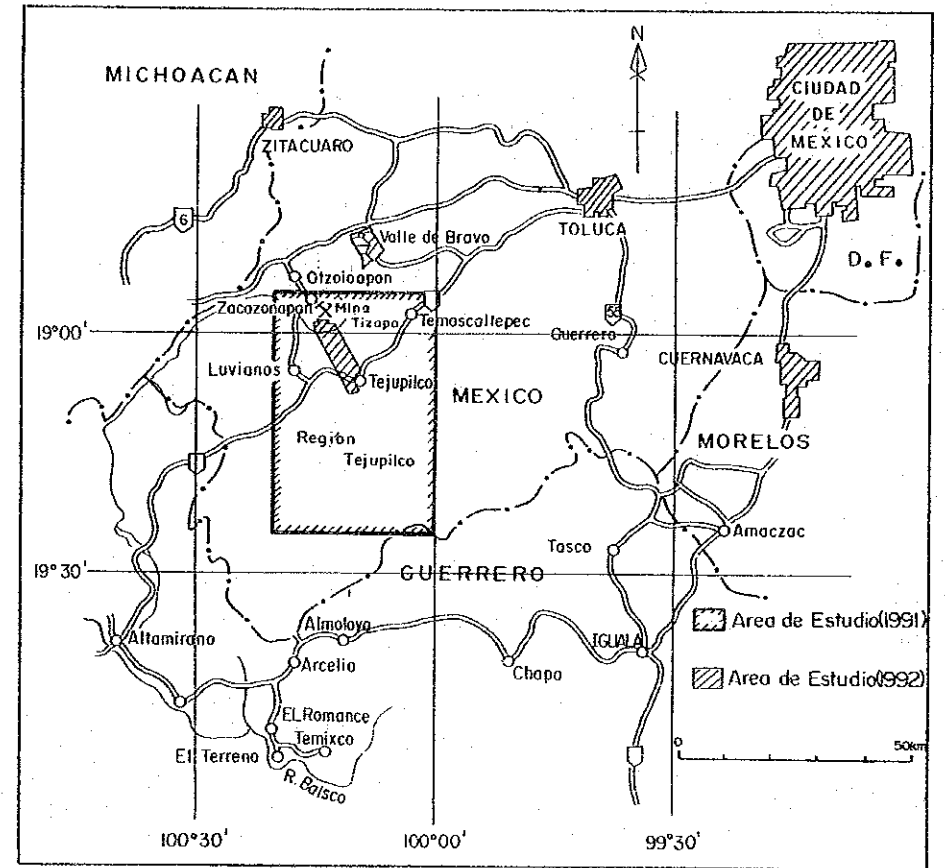 N
MICHOACAN
CIUDAD
DE
MEXICO
ZITACUARO
6
TOLUCA
Valle de Bravo
D. F.
Otzoloapan
Zacazonapan
Mina
Tizapa
Temascaltepec
55
Guerrero
19°00'
CUERNAVACA
Luvianos
Tejupilco
MEXICO
MORELOS
Región
Tejupilco
Amaczac
Tasco
19°30'
GUERRERO
Almoloya
Area de Estudio(1991)
Altamirano
IGUALA
Arcelia
Chapa
Area de Estudio(1992)
EL Romance
Temixco
0
50km
El Terreno
R. Balsco
100°30'
100°00'
99°30'